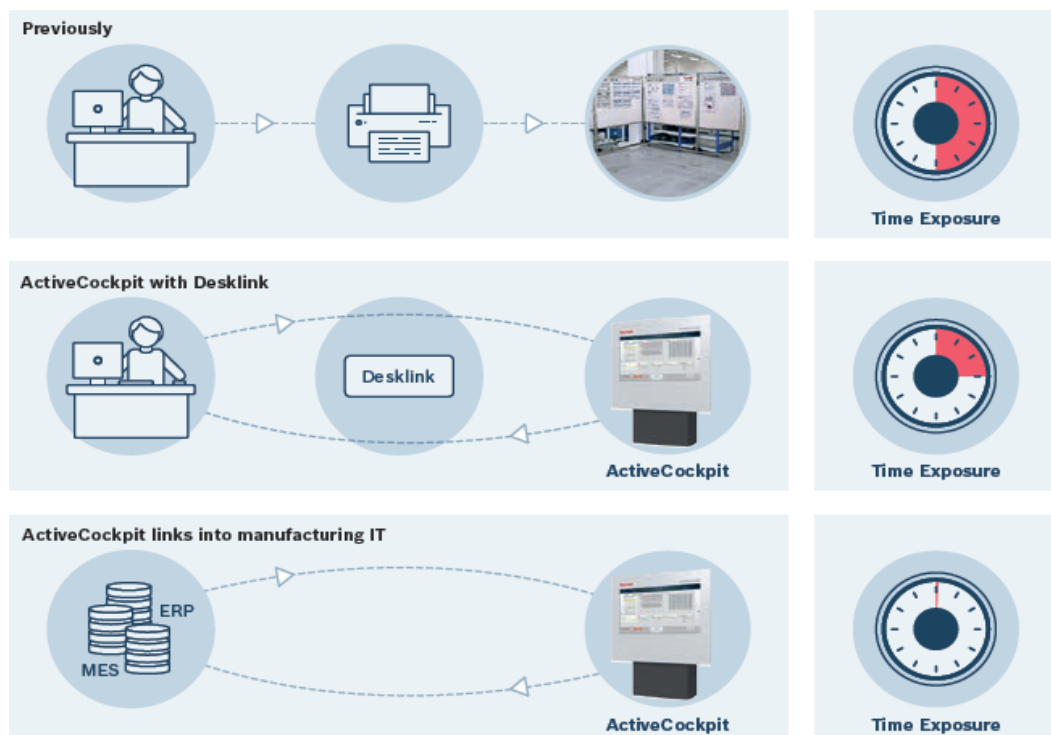 Previously
Time Exposure
ActiveCockpit with Desklink
Desklink
ActiveCockpit
Time Exposure
ActiveCockpit links into manufacturing IT
ERP
MES
ActiveCockpit
Time Exposure